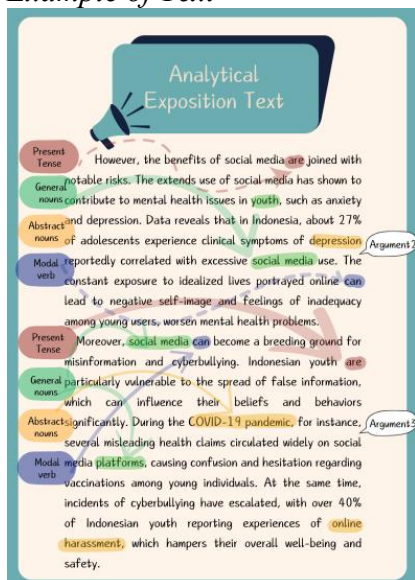 Example of Text
Analytical
Exposition Text
Present
Tense
General
nouns
Abstract
nouns
Modal
verb
However, the benefits of social media are joined with
notable risks. The extends use of social media has shown to
contribute to mental health issues in youth, such as anxiety
and depression. Data reveals that in Indonesia, about 27%
of adolescents experience clinical symptoms of depression
reportedly correlated with excessive social media use. The
constant exposure to idealized lives portrayed online can
lead to negative self-image and feelings of inadequacy
among young users, worsen mental health problems.
Argument2
Present
Tense
General
nouns
Abstract
nouns
Modal
verb
Moreover, social media can become a breeding ground for
misinformation and cyberbullying. Indonesian youth are
particularly vulnerable to the spread of false information,
which can influence their beliefs and behaviors
significantly. During the COVID-19 pandemic, for instance,
several misleading health claims circulated widely on social
media platforms, causing confusion and hesitation regarding
vaccinations among young individuals. At the same time,
incidents of cyberbullying have escalated, with over 40%
of Indonesian youth reporting experiences of online
harassment, which hampers their overall well-being and
safety.
Argument3